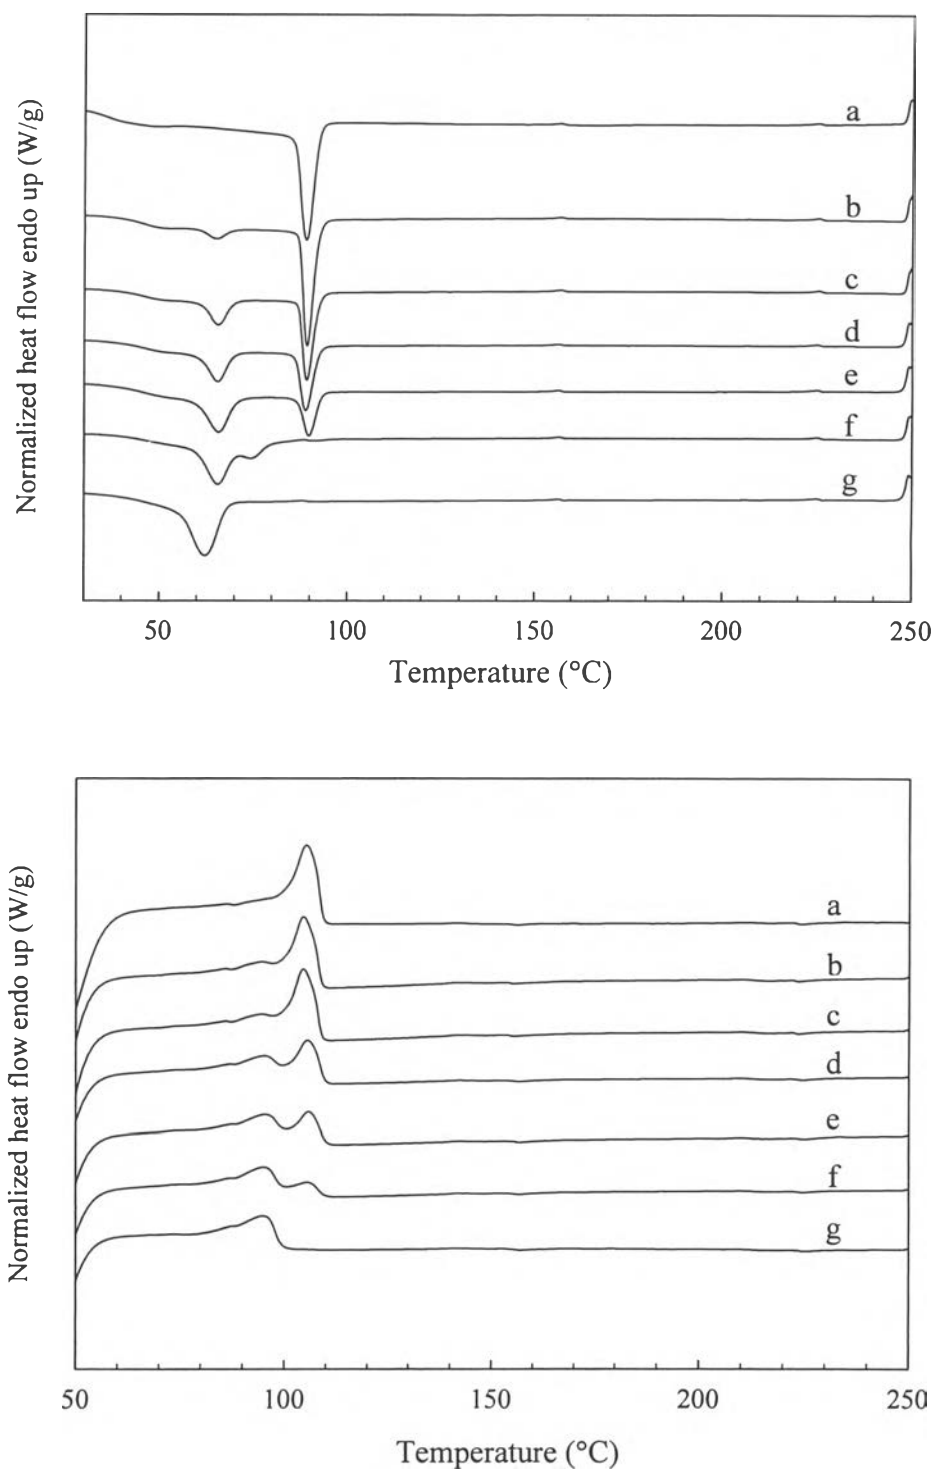 Normalized heat flow endo up (W/g)
a
b
c
d
e
f
g
50 100 150 200 250
Temperature (°C)
Normalized heat flow endo up (W/g)
a
b
c
d
e
f
g
50 100 150 200 250
Temperature (°C)